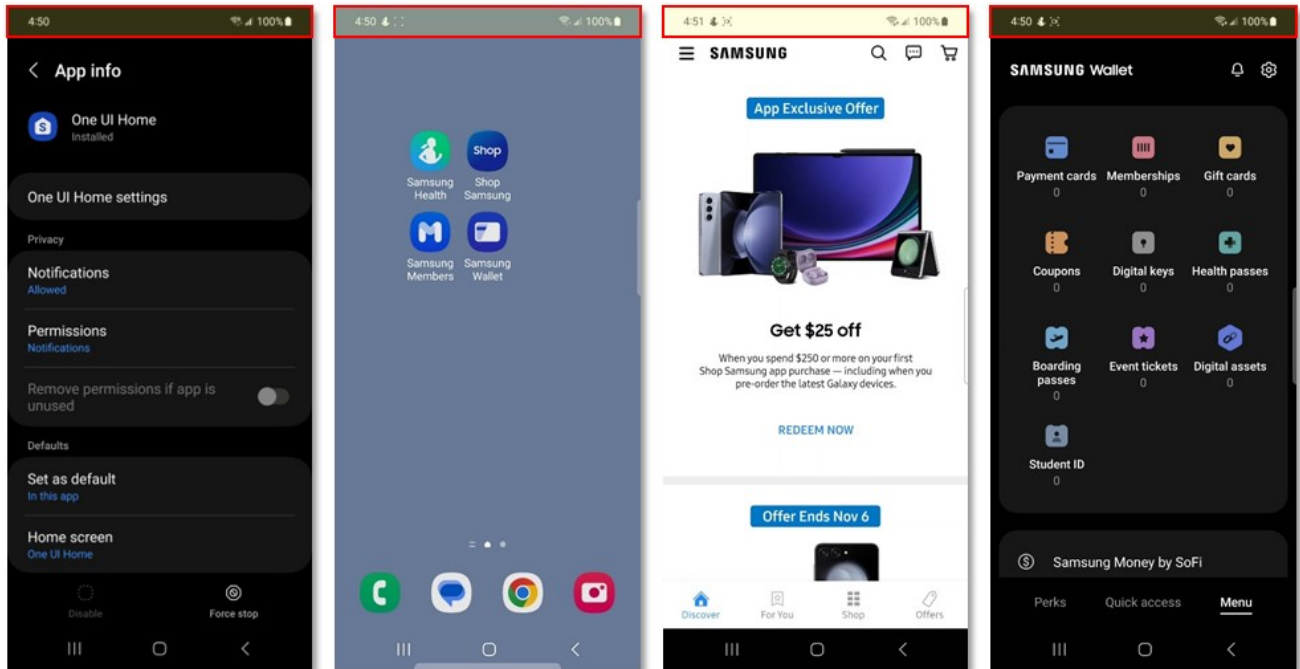 4:50
100%
App info
One UI Home
Installed
One UI Home settings
Privacy
Notifications
Allowed
Permissions
Notifications
Remove permissions if app is
unused
Defaults
Set as default
In this app
Home screen
One UI Home
Disable
Force stop
4:50
100%
Shop
Samsung
Health
Shop
Samsung
Samsung
Members
Samsung
Wallet
4:51
100%
SAMSUNG
App Exclusive Offer
Get $25 off
When you spend $250 or more on your first
Shop Samsung app purchase — including when you
pre-order the latest Galaxy devices.
REDEEM NOW
Offer Ends Nov 6
Discover
For You
Shop
Offers
4:50
100%
SAMSUNG Wallet
Payment cards
0
Memberships
0
Gift cards
0
Coupons
0
Digital keys
0
Health passes
0
Boarding
passes
0
Event tickets
0
Digital assets
0
Student ID
0
Samsung Money by SoFi
Perks
Quick access
Menu